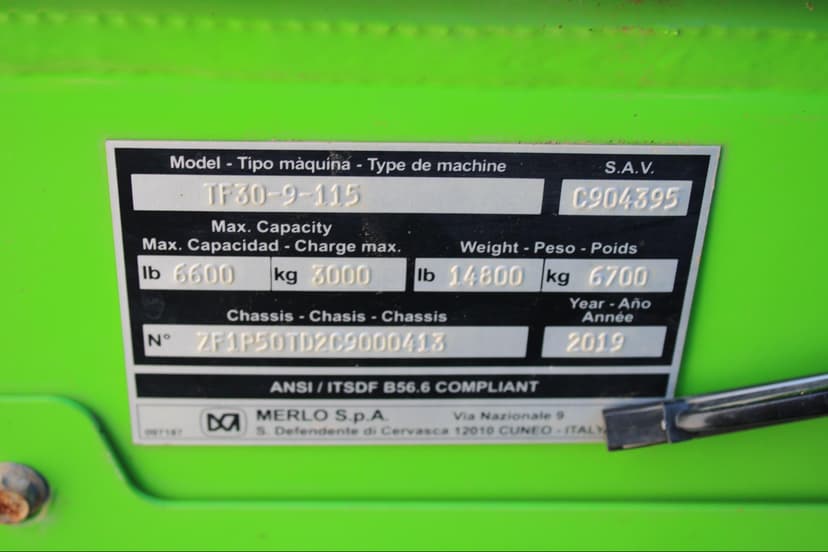 Model - Tipo màquina - Type de machine S.A.V.
TF30-9-115 C904395
Max. Capacity
Max. Capacidad - Charge max. Weight - Peso - Poids
lb 6600 kg 3000 lb 14800 kg 6700
Chassis - Chasis - Chassis Year - Año
Année
N° ZF1P50TD2C9000413 2019
ANSI / ITSDF B56.6 COMPLIANT
MERLO S.p.A. Via Nazionale 9
S. Defendente di Cervasca 12010 CUNEO - ITALY